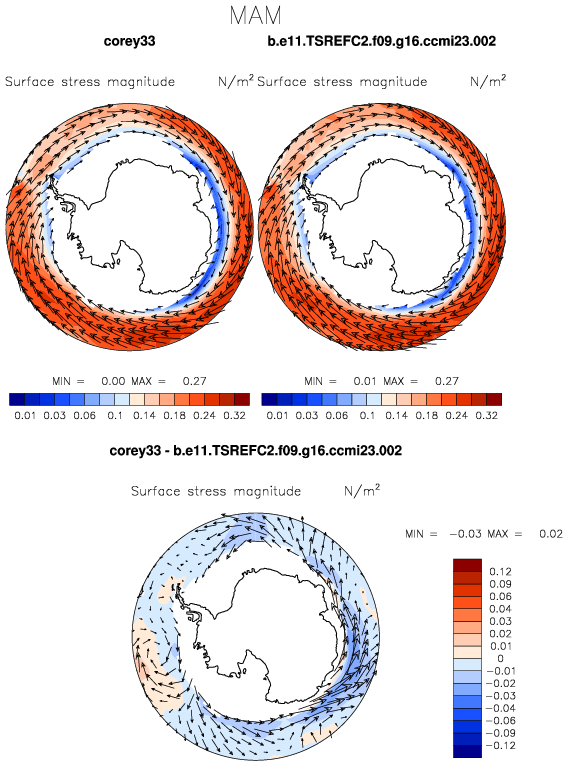 MAM
corey33
b.e11.TSREFC2.f09.g16.ccmi23.002
Surface stress magnitude N/m²
Surface stress magnitude N/m²
MIN = 0.00 MAX = 0.27
MIN = 0.01 MAX = 0.27
0.01 0.03 0.06 0.1 0.14 0.18 0.24 0.32
0.01 0.03 0.06 0.1 0.14 0.18 0.24 0.32
corey33 - b.e11.TSREFC2.f09.g16.ccmi23.002
Surface stress magnitude N/m²
MIN = -0.03 MAX = 0.02
0.12
0.09
0.06
0.04
0.03
0.02
0.01
0
-0.01
-0.02
-0.03
-0.04
-0.06
-0.09
-0.12